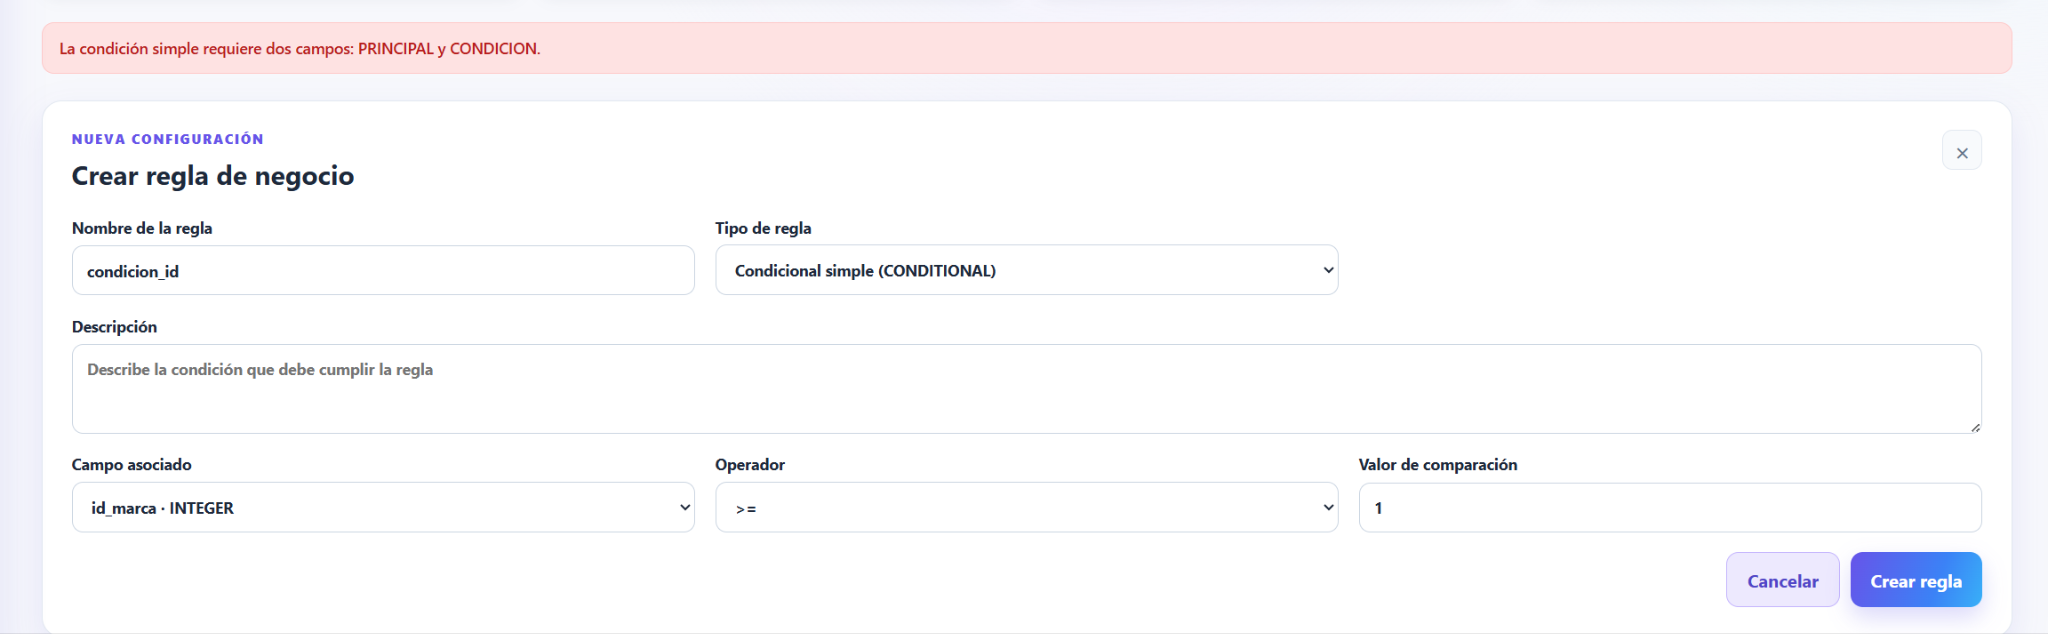 La condición simple requiere dos campos: PRINCIPAL y CONDICION.
NUEVA CONFIGURACIÓN
Crear regla de negocio
×
Nombre de la regla
condicion_id
Tipo de regla
Condicional simple (CONDITIONAL)
Descripción
Describe la condición que debe cumplir la regla
Campo asociado
id_marca · INTEGER
Operador
>=
Valor de comparación
1
Cancelar
Crear regla